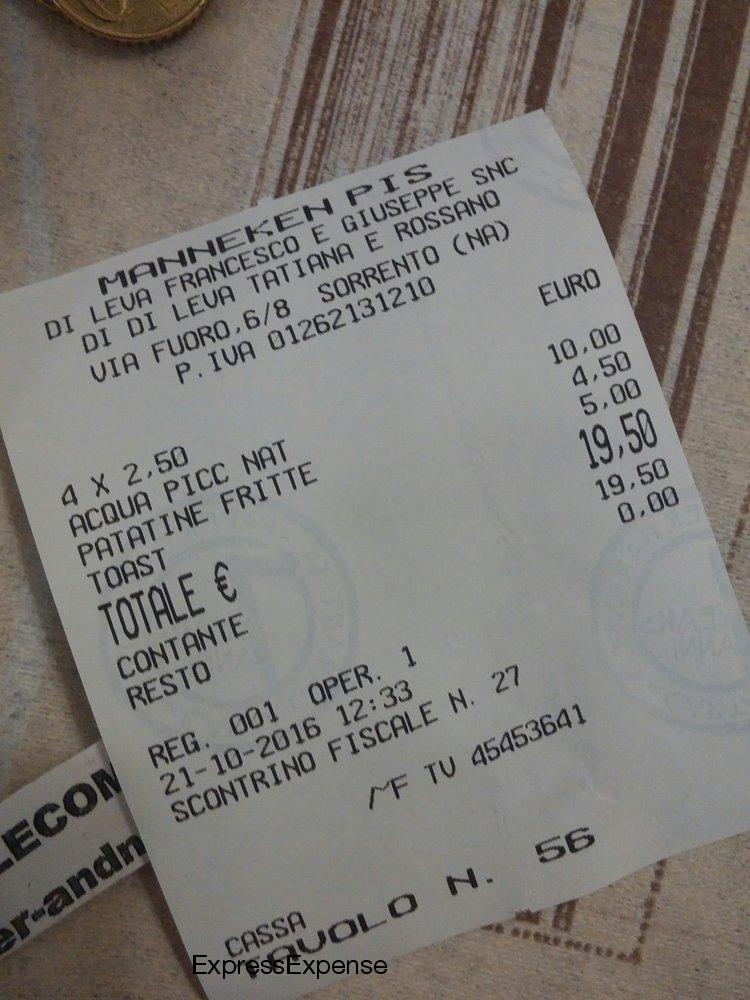 MANNEKEN PIS
DI LEVA FRANCESCO E GIUSEPPE SNC
DI DI LEVA TATIANA E ROSSANO
VIA FUORO,6/8 SORRENTO (NA)
P.IVA 01262131210
EURO
4 X 2,50
ACQUA PICC NAT 10,00
PATATINE FRITTE 4,50
TOAST 5,00
TOTALE € 19,50
CONTANTE 19,50
RESTO 0,00
REG. 001 OPER. 1
21-10-2016 12:33
SCONTRINO FISCALE N. 27
MF TU 45453641
CASSA
TAVOLO N. 56
LECOM
er-andn
ExpressExpense